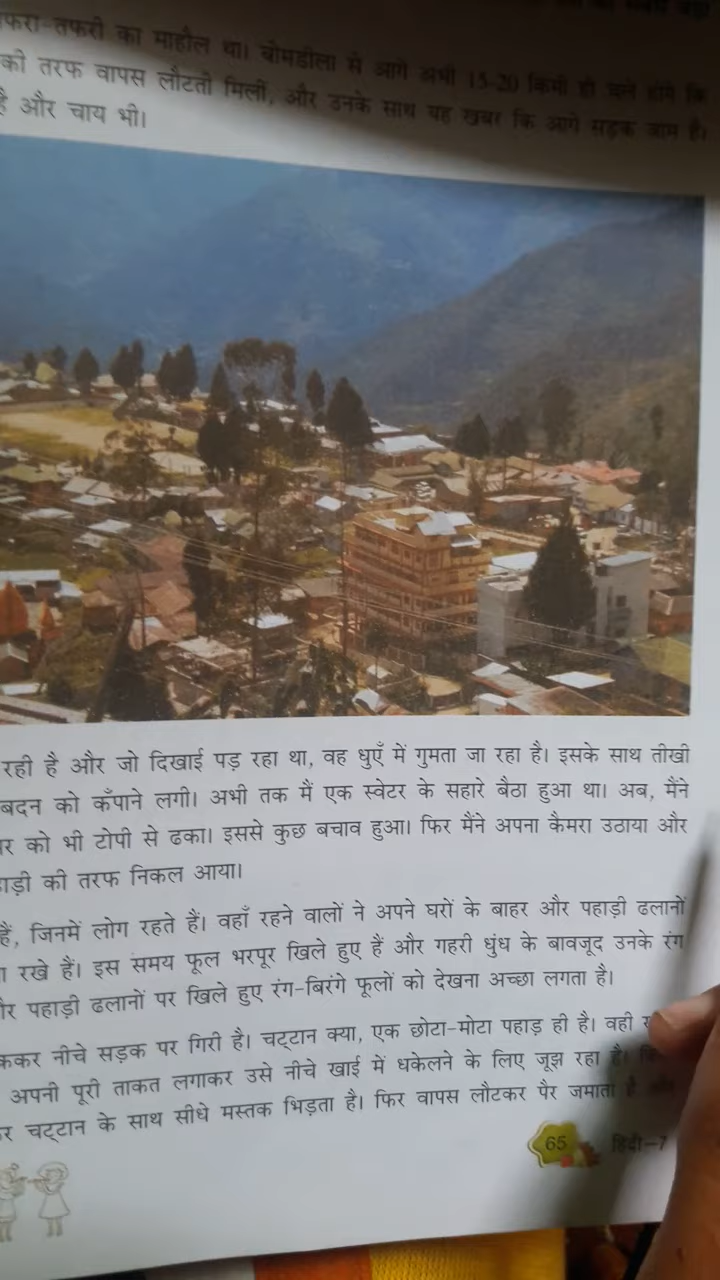 फरा-तफरी का माहौल था। बोमडीला से आगे अभी 15-20 किमी ही चले होंगे कि
की तरफ वापस लौटती मिलीं, और उनके साथ यह खबर कि आगे सड़क जाम है।
है और चाय भी।
रही है और जो दिखाई पड़ रहा था, वह धुएँ में गुमता जा रहा है। इसके साथ तीखी
बदन को कँपाने लगी। अभी तक मैं एक स्वेटर के सहारे बैठा हुआ था। अब, मैंने
र को भी टोपी से ढका। इससे कुछ बचाव हुआ। फिर मैंने अपना कैमरा उठाया और
ाड़ी की तरफ निकल आया।
हैं, जिनमें लोग रहते हैं। वहाँ रहने वालों ने अपने घरों के बाहर और पहाड़ी ढलानों
रखे हैं। इस समय फूल भरपूर खिले हुए हैं और गहरी धुंध के बावजूद उनके रंग
पहाड़ी ढलानों पर खिले हुए रंग-बिरंगे फूलों को देखना अच्छा लगता है।
ककर नीचे सड़क पर गिरी है। चट्टान क्या, एक छोटा-मोटा पहाड़ ही है। वही
अपनी पूरी ताकत लगाकर उसे नीचे खाई में धकेलने के लिए जूझ रहा है।
र चट्टान के साथ सीधे मस्तक भिड़ता है। फिर वापस लौटकर पैर जमाता है
65 हिंदी-7